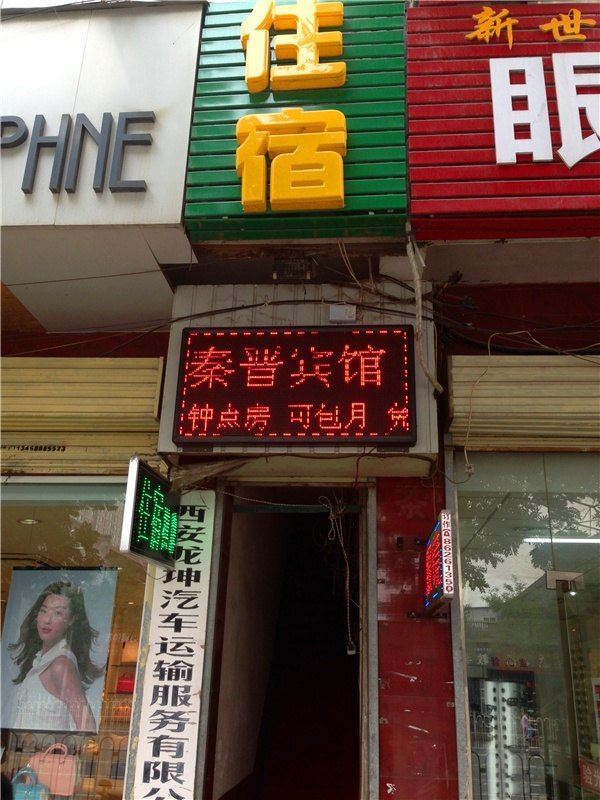 PHNE
住宿
新世
眼
秦晋宾馆
钟点房 可包月
西安龙坤汽车运输服务有限公
86261350